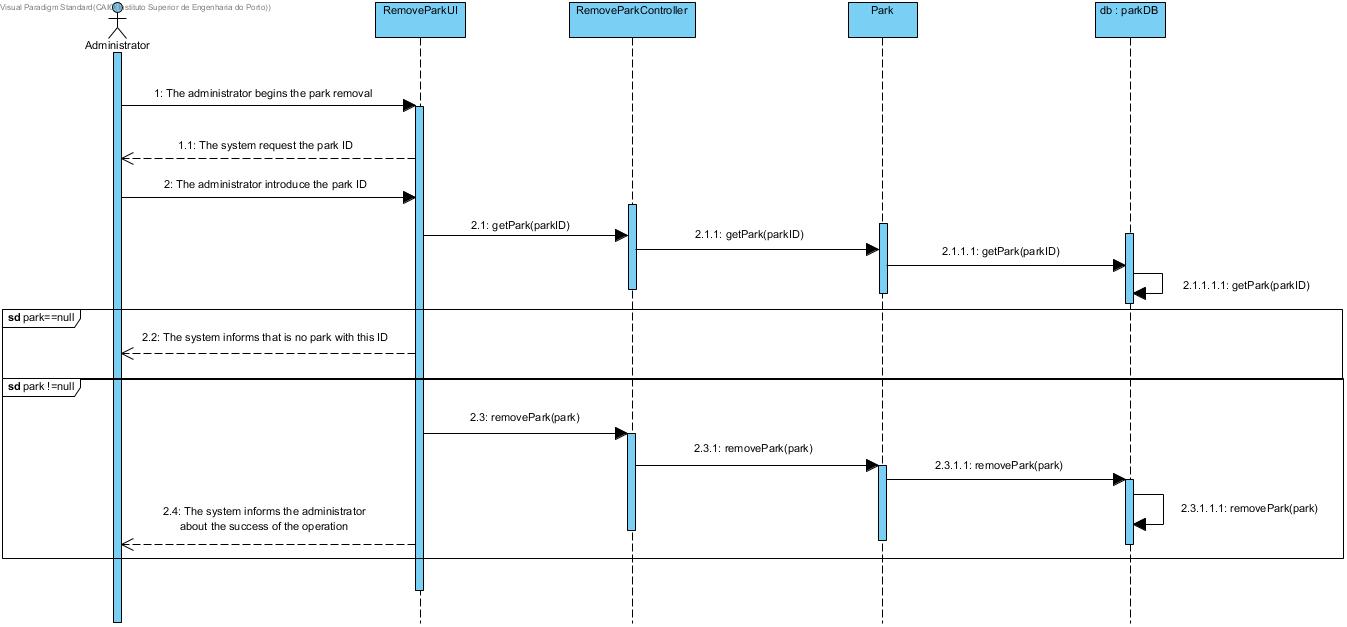 Visual Paradigm Standard(CAIO(Instituto Superior de Engenharia do Porto))
RemoveParkUI
RemoveParkController
Park
db : parkDB
Administrator
1: The administrator begins the park removal
1.1: The system request the park ID
2: The administrator introduce the park ID
2.1: getPark(parkID)
2.1.1: getPark(parkID)
2.1.1.1: getPark(parkID)
2.1.1.1.1: getPark(parkID)
sd park==null
2.2: The system informs that is no park with this ID
sd park !=null
2.3: removePark(park)
2.3.1: removePark(park)
2.3.1.1: removePark(park)
2.3.1.1.1: removePark(park)
2.4: The system informs the administrator
about the success of the operation